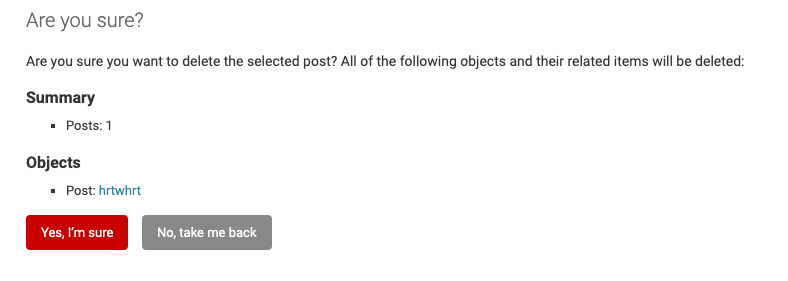 Are you sure?
Are you sure you want to delete the selected post? All of the following objects and their related items will be deleted:
Summary
Posts: 1
Objects
Post: hrtwhrt
Yes, I'm sure
No, take me back